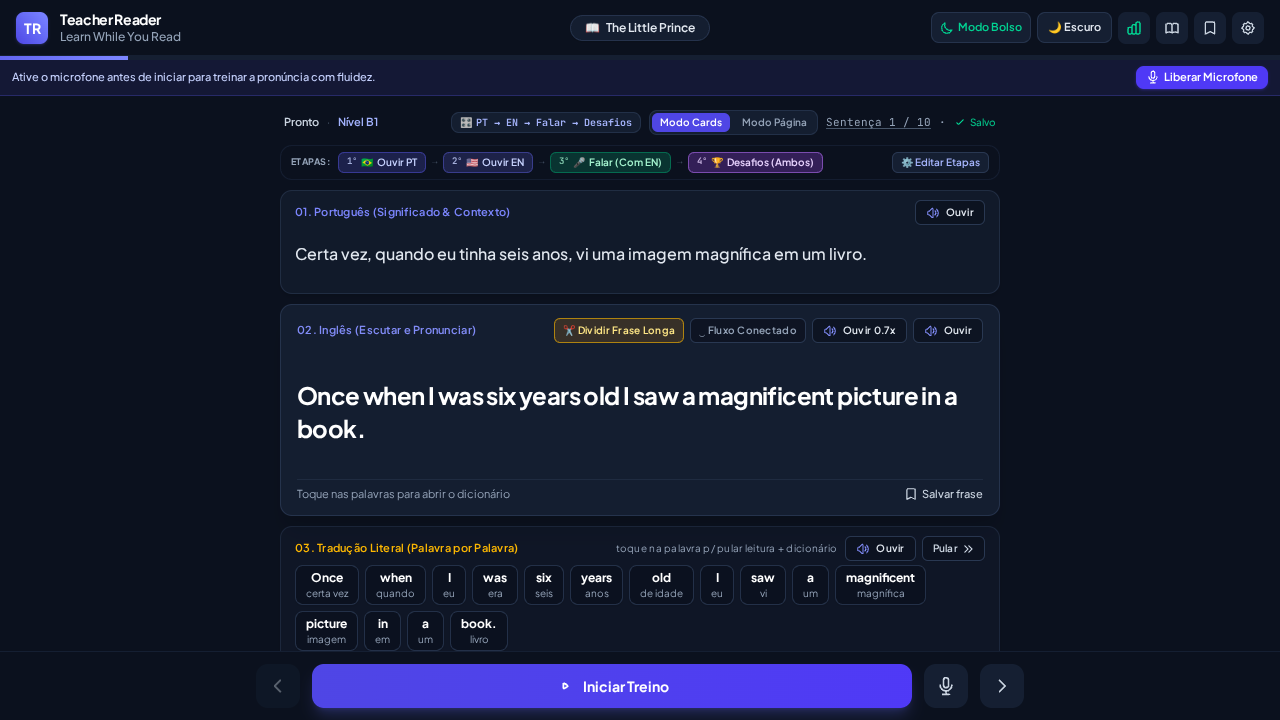 TR
TeacherReader
Learn While You Read
📖 The Little Prince
Modo Bolso
🌙 Escuro
Ative o microfone antes de iniciar para treinar a pronúncia com fluidez.
Liberar Microfone
Pronto · Nível B1
🎛️ PT → EN → Falar → Desafios
Modo Cards
Modo Página
Sentença 1 / 10 · ✓ Salvo
ETAPAS: 1ª 🇧🇷 Ouvir PT → 2ª 🇺🇸 Ouvir EN → 3ª 🎤 Falar (Com EN) → 4ª 🏆 Desafios (Ambos)
⚙️ Editar Etapas
01. Português (Significado & Contexto)
Ouvir
Certa vez, quando eu tinha seis anos, vi uma imagem magnífica em um livro.
02. Inglês (Escutar e Pronunciar)
✂️ Dividir Frase Longa
‿ Fluxo Conectado
Ouvir 0.7x
Ouvir
Once when I was six years old I saw a magnificent picture in a
book.
Toque nas palavras para abrir o dicionário
Salvar frase
03. Tradução Literal (Palavra por Palavra)
toque na palavra p/ pular leitura + dicionário
Ouvir
Pular
Once when I was six years old I saw a magnificent
certa vez quando eu era seis anos de idade eu vi um magnífica
picture in a book.
imagem em um livro
Iniciar Treino